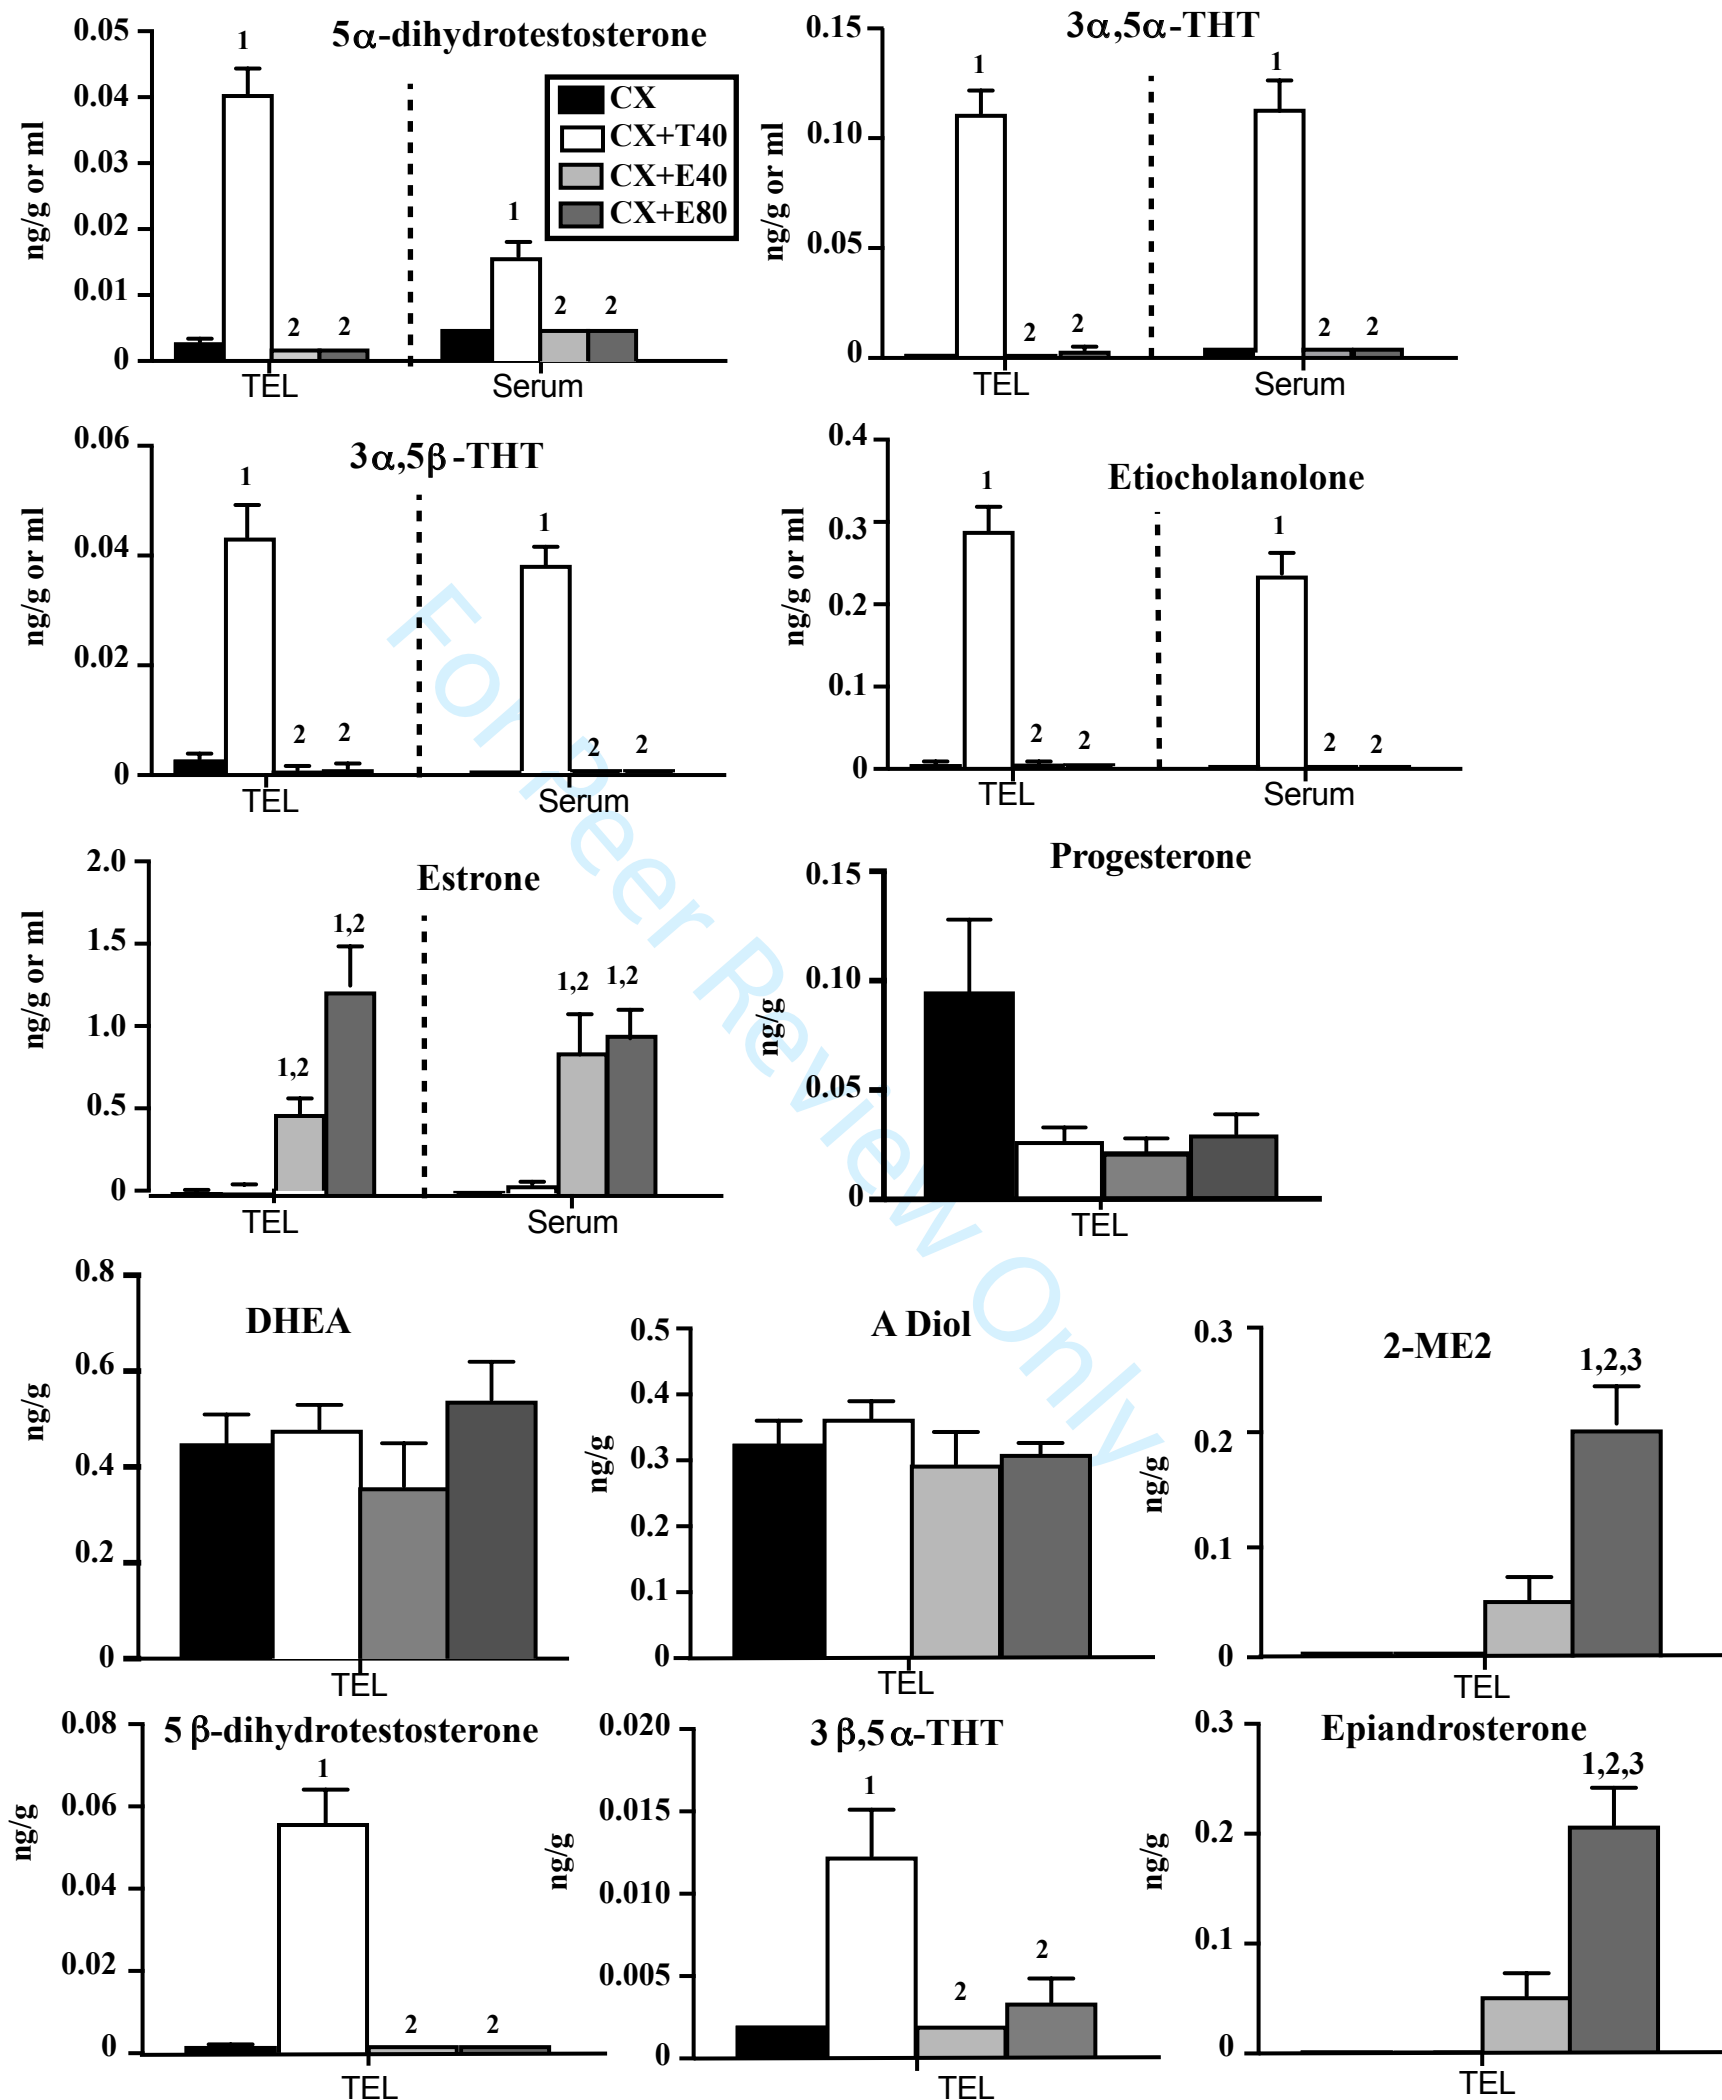 5α-dihydrotestosterone
0.05
0.04
0.03
0.02
0.01
0
ng/g or ml
1
2
2
1
2
2
CX
CX+T40
CX+E40
CX+E80
TEL
Serum
3α,5α-THT
0.15
0.10
0.05
0
ng/g or ml
1
2
2
1
2
2
TEL
Serum
3α,5β-THT
0.06
0.04
0.02
0
ng/g or ml
1
2
2
1
2
2
TEL
Serum
Etiocholanolone
0.4
0.3
0.2
0.1
0
ng/g or ml
1
2
2
1
2
2
TEL
Serum
Estrone
2.0
1.5
1.0
0.5
0
ng/g or ml
1,2
1,2
1,2
1,2
TEL
Serum
Progesterone
0.15
0.10
0.05
0
ng/g
TEL
DHEA
0.8
0.6
0.4
0.2
0
ng/g
TEL
A Diol
0.5
0.4
0.3
0.2
0.1
0
ng/g
TEL
2-ME2
0.3
0.2
0.1
0
ng/g
1,2,3
TEL
5 β-dihydrotestosterone
0.08
0.06
0.04
0.02
0
ng/g
1
2
2
TEL
3 β,5 α-THT
0.020
0.015
0.010
0.005
0
ng/g
1
2
2
TEL
Epiandrosterone
0.3
0.2
0.1
0
ng/g
1,2,3
TEL
For Peer Review Only